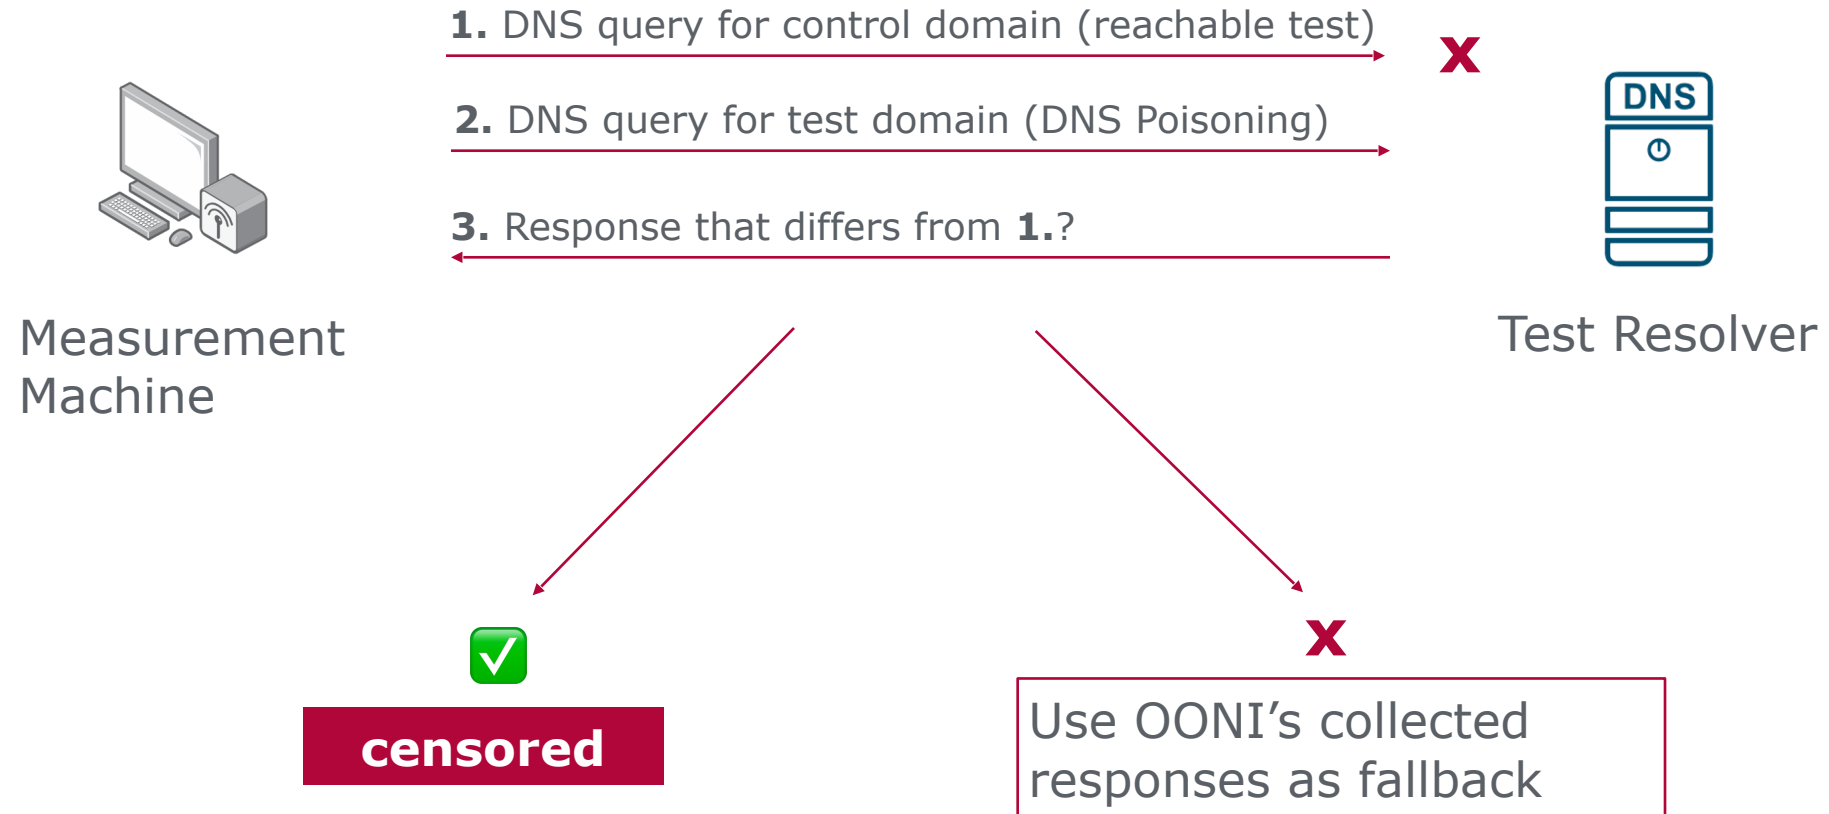 1. DNS query for control domain (reachable test)
x
DNS
2. DNS query for test domain (DNS Poisoning)
3. Response that differs from 1.?
Measurement
Machine
Test Resolver
x
censored
Use OONI’s collected
responses as fallback